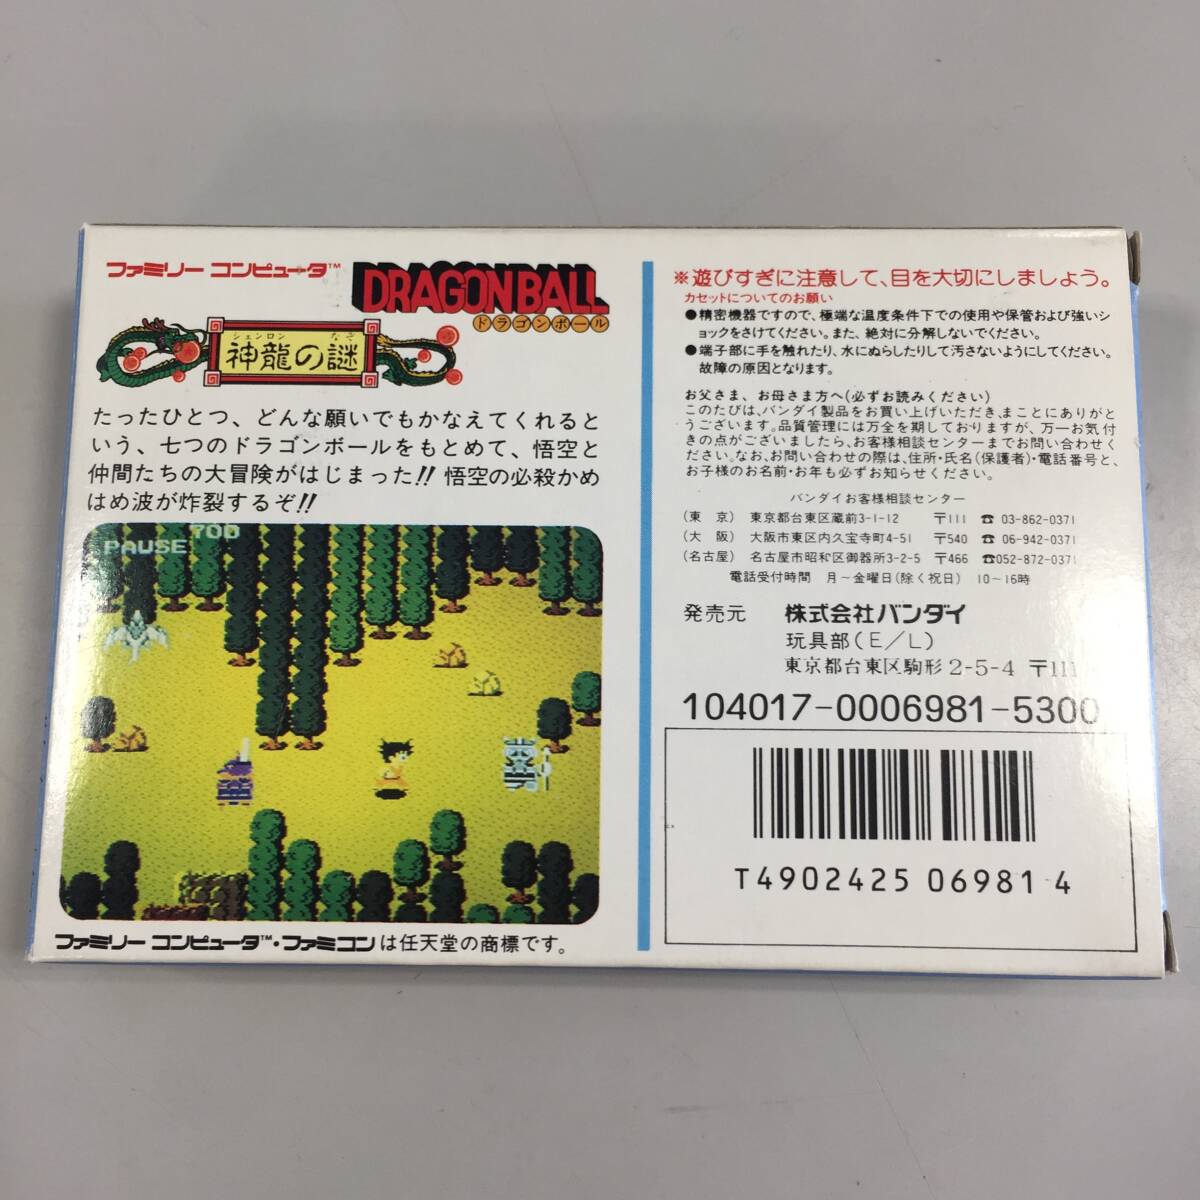 ファミリー コンピュータ™
DRAGONBALL
ドラゴンボール
シェンロン なぞ
神龍の謎
たったひとつ、どんな願いでもかなえてくれると
いう、七つのドラゴンボールをもとめて、悟空と
仲間たちの大冒険がはじまった!! 悟空の必殺かめ
はめ波が炸裂するぞ!!
700
PAUSE
ファミリー コンピュータ™・ファミコンは任天堂の商標です。
※遊びすぎに注意して、目を大切にしましょう。
カセットについてのお願い
●精密機器ですので、極端な温度条件下での使用や保管および強いシ
ョックをさけてください。また、絶対に分解しないでください。
●端子部に手を触れたり、水にぬらしたりして汚さないようにしてください。
故障の原因となります。
お父さま、お母さま方へ(必ずお読みください)
このたびは、バンダイ製品をお買い上げいただき、まことにありがと
うございます。品質管理には万全を期しておりますが、万一お気付
きの点がございましたら、お客様相談センターまでお問い合わせく
ださい。なお、お問い合わせの際は、住所・氏名(保護者)・電話番号と、
お子様のお名前・お年も必ずお知らせください。
バンダイお客様相談センター
(東 京) 東京都台東区蔵前3-1-12 〒111 ☎ 03-862-0371
(大 阪) 大阪市東区内久宝寺町4-51 〒540 ☎ 06-942-0371
(名古屋) 名古屋市昭和区御器所3-2-5 〒466 ☎052-872-0371
電話受付時間 月〜金曜日(除く祝日) 10〜16時
発売元 株式会社バンダイ
玩具部(E/L)
東京都台東区駒形2-5-4 〒111
104017-0006981-5300
T4902425 06981 4